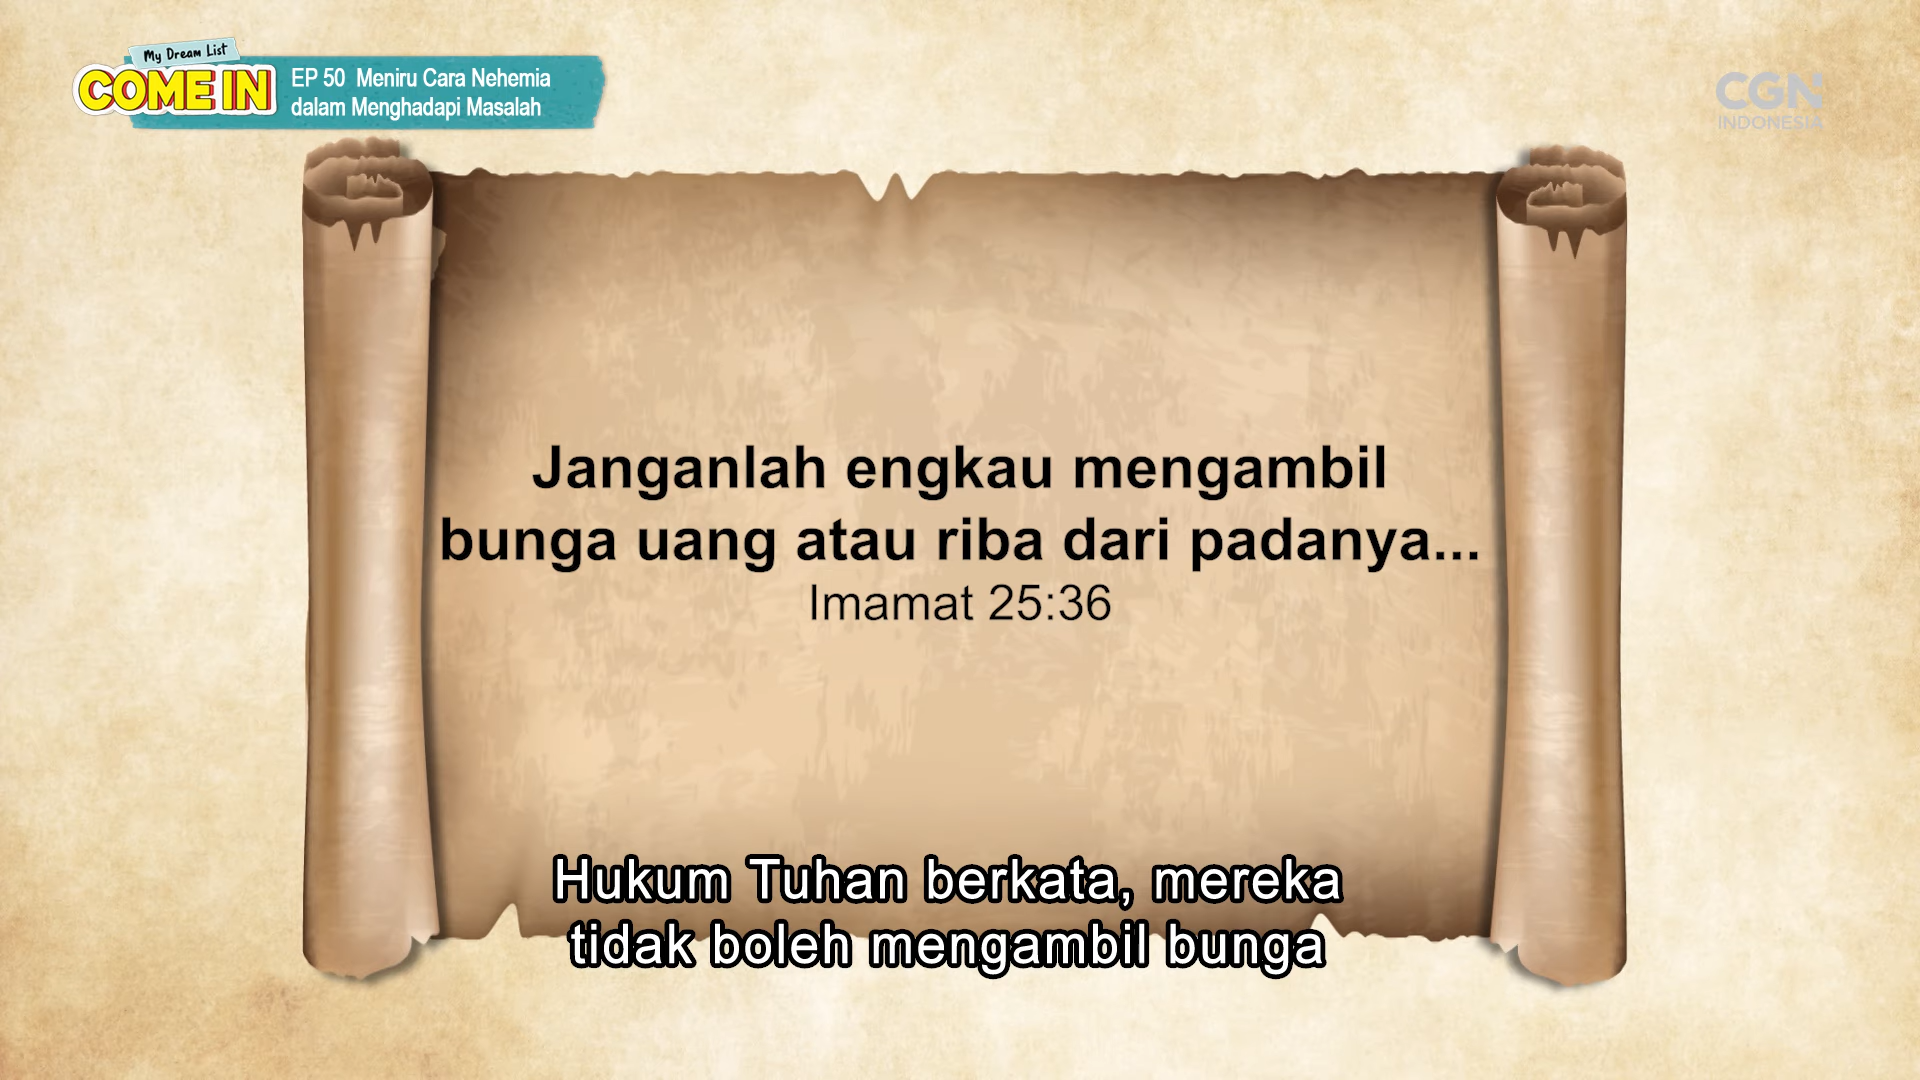 My Dream List
COME IN
EP 50 Meniru Cara Nehemia
dalam Menghadapi Masalah
CGN
INDONESIA
Janganlah engkau mengambil
bunga uang atau riba dari padanya...
Imamat 25:36
Hukum Tuhan berkata, mereka
tidak boleh mengambil bunga